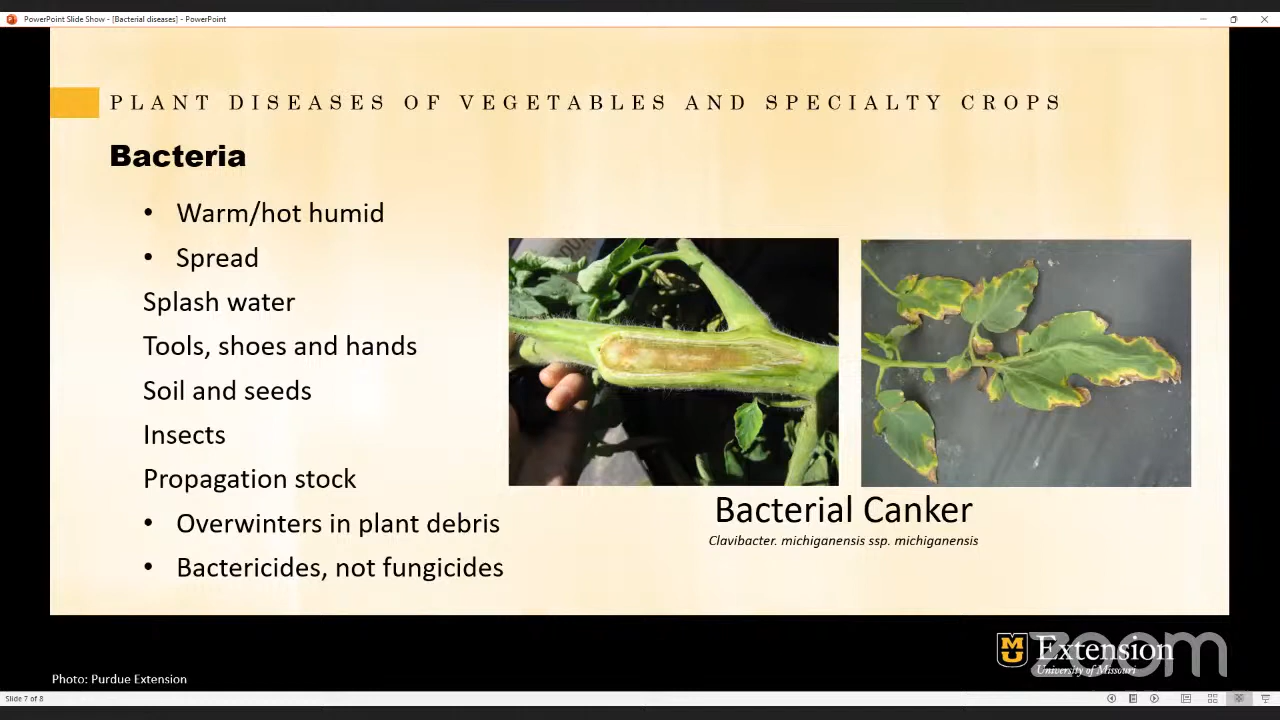 PowerPoint Slide Show - [Bacterial diseases] - PowerPoint
PLANT DISEASES OF VEGETABLES AND SPECIALTY CROPS
Bacteria
• Warm/hot humid
• Spread
Splash water
Tools, shoes and hands
Soil and seeds
Insects
Propagation stock
• Overwinters in plant debris
• Bactericides, not fungicides
Bacterial Canker
Clavibacter. michiganensis ssp. michiganensis
MU Extension
University of Missouri
zoom
Photo: Purdue Extension
Slide 7 of 8